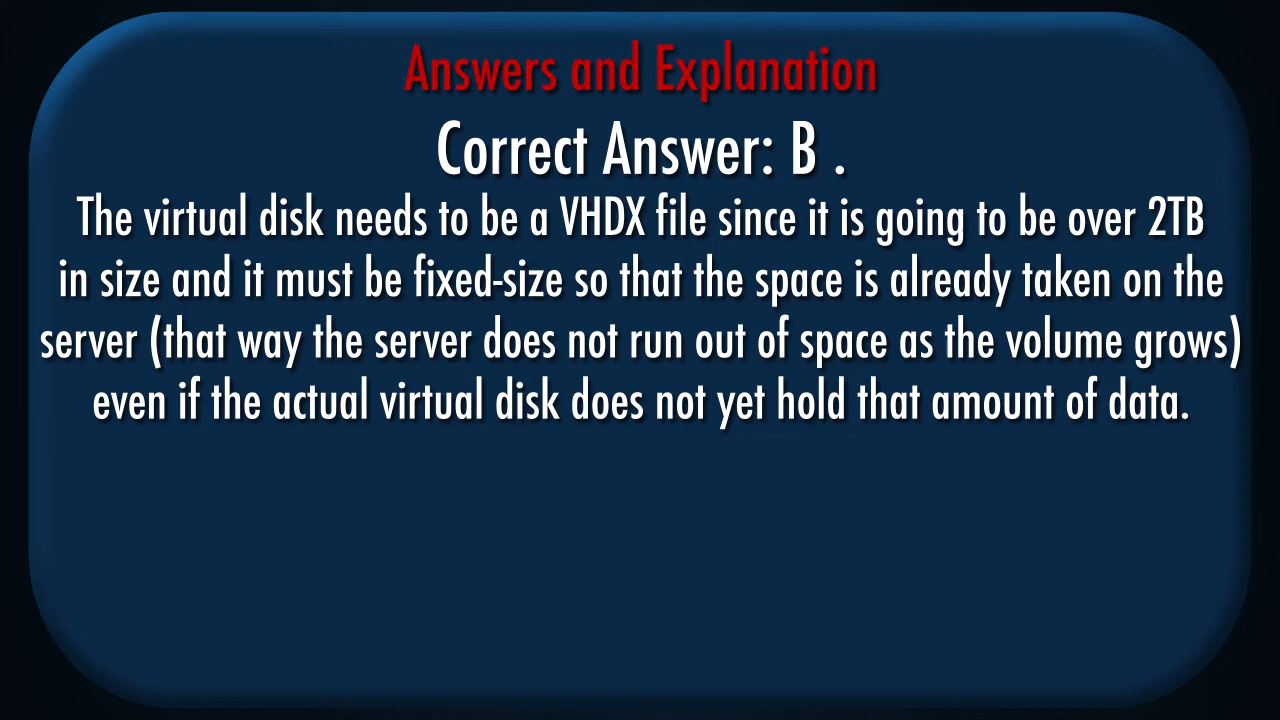 Answers and Explanation
Correct Answer: B .
The virtual disk needs to be a VHDX file since it is going to be over 2TB
in size and it must be fixed-size so that the space is already taken on the
server (that way the server does not run out of space as the volume grows)
even if the actual virtual disk does not yet hold that amount of data.